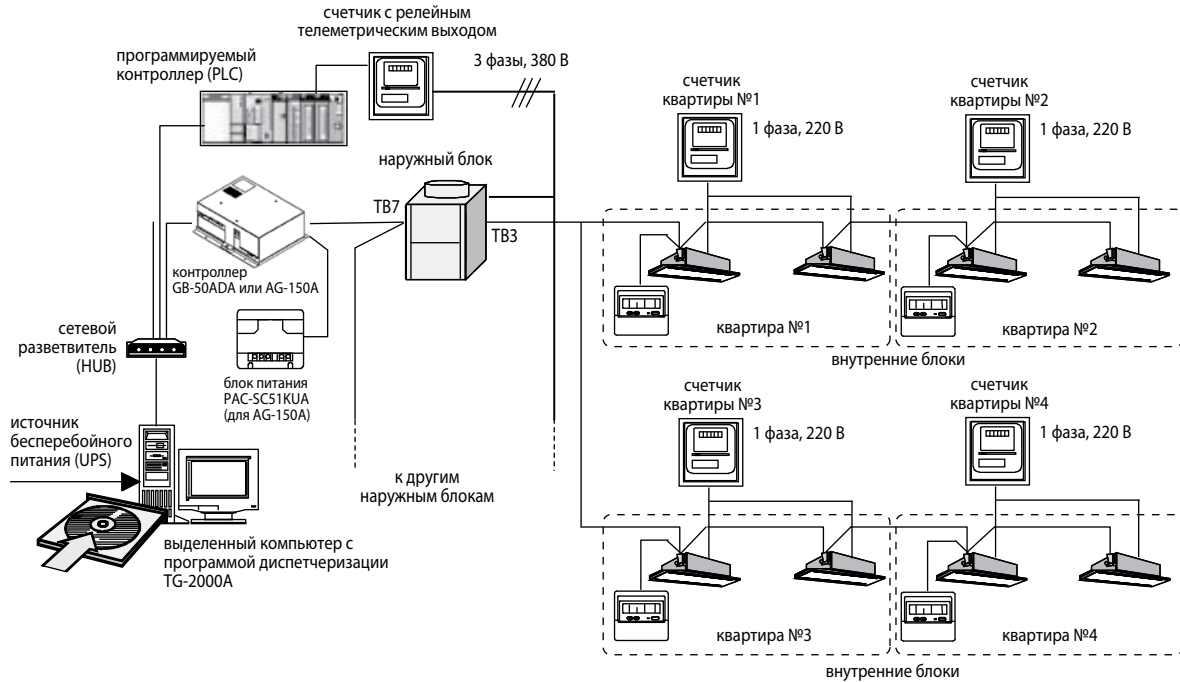 счетчик с релейным
телеметрическим выходом
программируемый
контроллер (PLC)
3 фазы, 380 В
счетчик
квартиры №1
1 фаза, 220 В
счетчик
квартиры №2
1 фаза, 220 В
наружный блок
TB7
TB3
контроллер
GB-50ADA или AG-150A
квартира №1
квартира №2
внутренние блоки
сетевой
разветвитель
(HUB)
блок питания
PAC-SC51KUA
(для AG-150A)
счетчик
квартиры №3
1 фаза, 220 В
счетчик
квартиры №4
1 фаза, 220 В
источник
бесперебойного
питания (UPS)
к другим
наружным блокам
выделенный компьютер с
программой диспетчеризации
TG-2000A
квартира №3
квартира №4
внутренние блоки